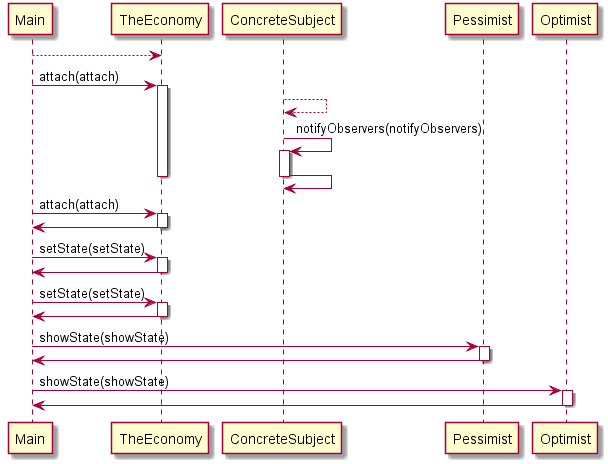 Main TheEconomy ConcreteSubject Pessimist Optimist
attach(attach)
notifyObservers(notifyObservers)
attach(attach)
setState(setState)
setState(setState)
showState(showState)
showState(showState)
Main TheEconomy ConcreteSubject Pessimist Optimist